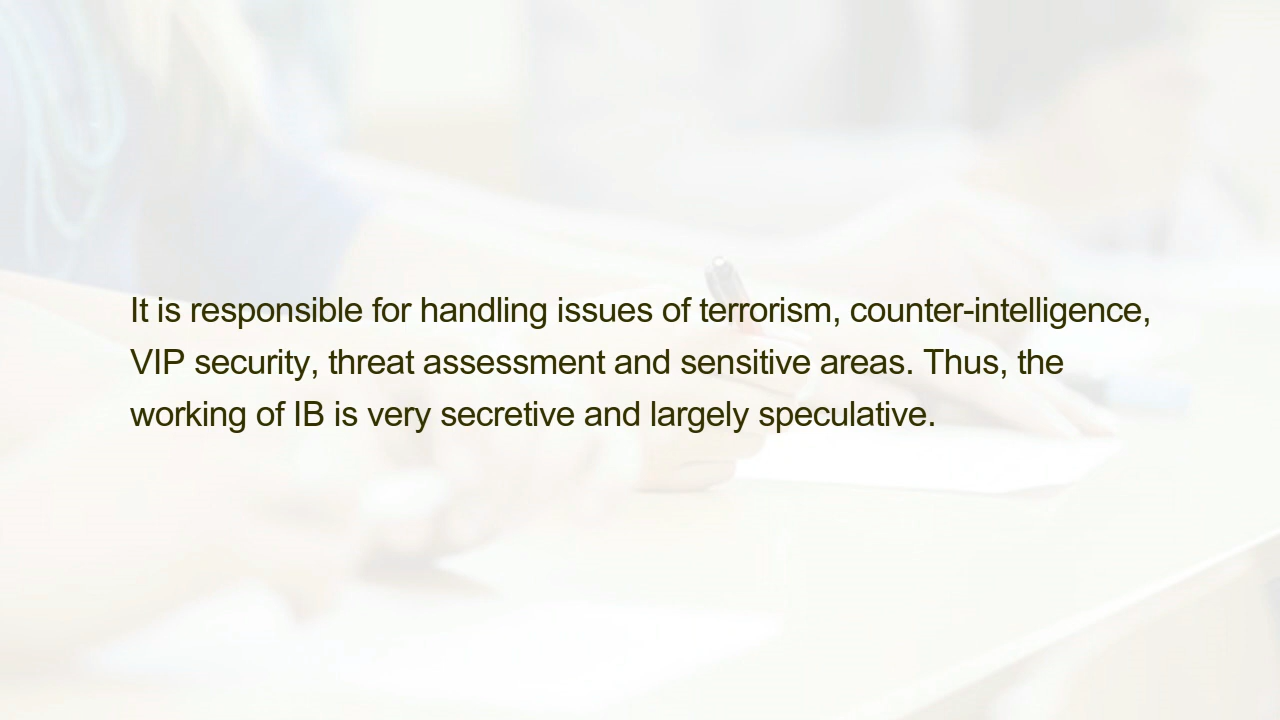 It is responsible for handling issues of terrorism, counter-intelligence,
VIP security, threat assessment and sensitive areas. Thus, the
working of IB is very secretive and largely speculative.